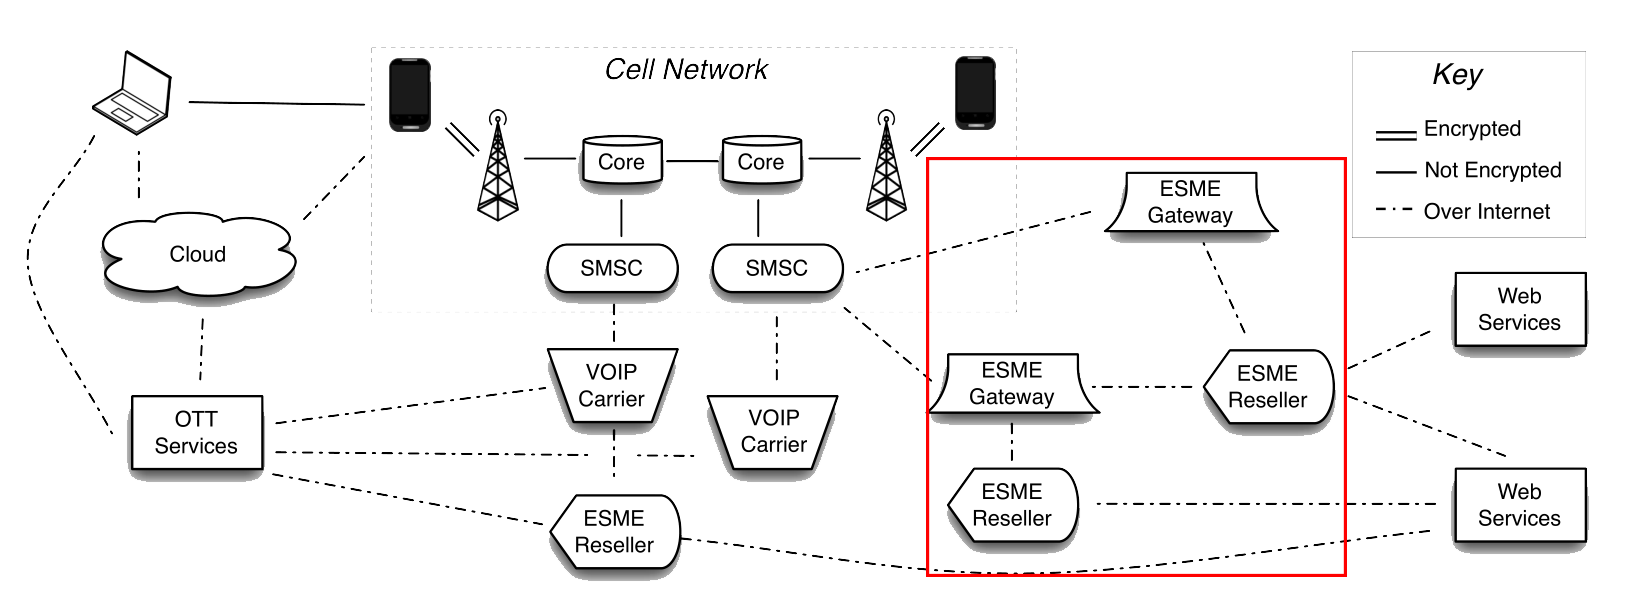 Cell Network
Key
Encrypted
Not Encrypted
Over Internet
Core
Core
ESME
Gateway
Cloud
SMSC
SMSC
Web
Services
VOIP
Carrier
ESME
Gateway
ESME
Reseller
OTT
Services
VOIP
Carrier
ESME
Reseller
ESME
Reseller
Web
Services